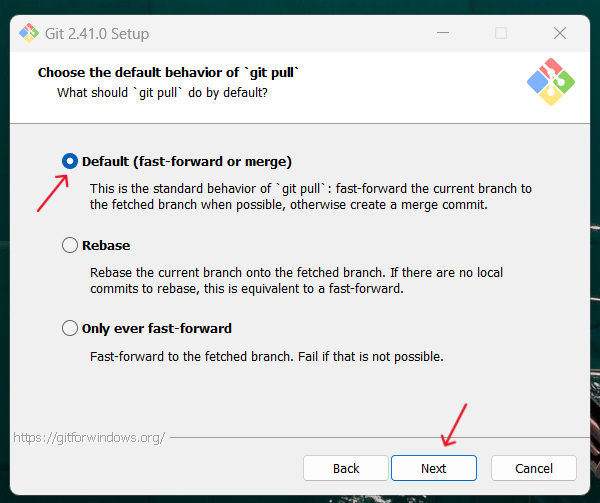 Git 2.41.0 Setup
Choose the default behavior of `git pull`
What should `git pull` do by default?
Default (fast-forward or merge)
This is the standard behavior of `git pull`: fast-forward the current branch to
the fetched branch when possible, otherwise create a merge commit.
Rebase
Rebase the current branch onto the fetched branch. If there are no local
commits to rebase, this is equivalent to a fast-forward.
Only ever fast-forward
Fast-forward to the fetched branch. Fail if that is not possible.
https://gitforwindows.org/
Back Next Cancel